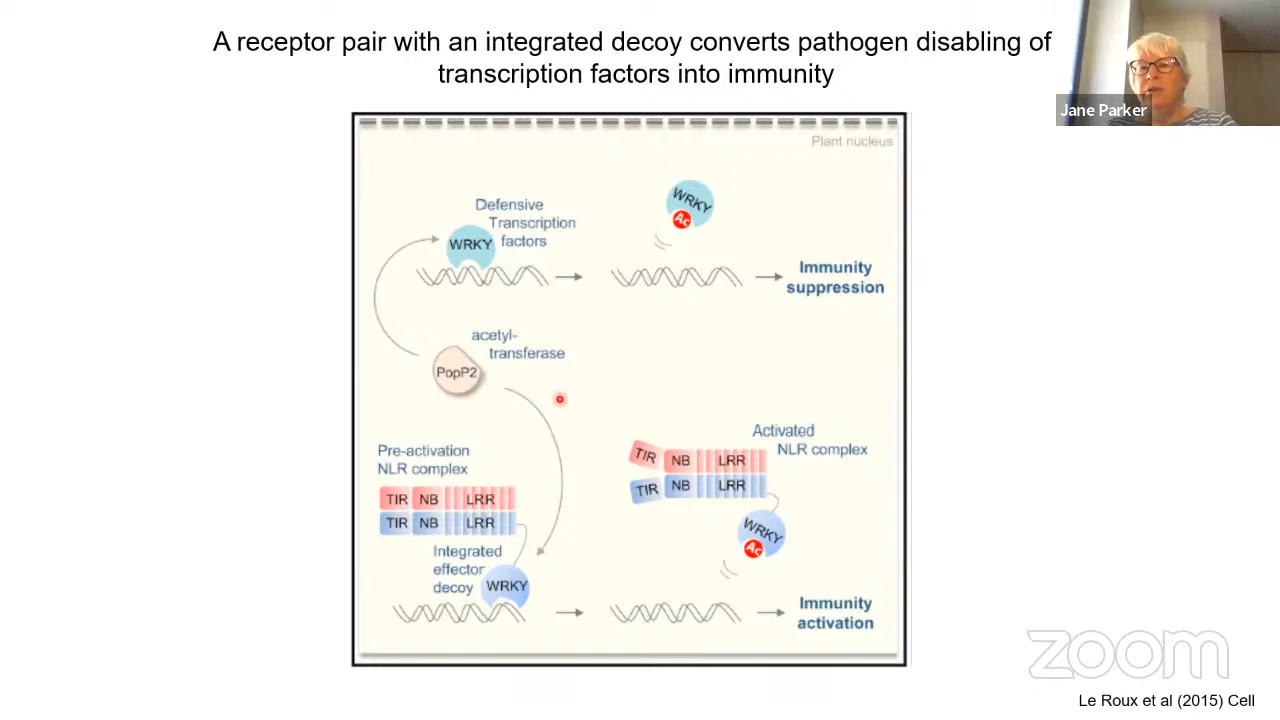 A receptor pair with an integrated decoy converts pathogen disabling of
transcription factors into immunity
Jane Parker
Plant nucleus
Defensive
Transcription
factors
WRKY
WRKY
Ac
Immunity
suppression
acetyl-
transferase
PopP2
Pre-activation
NLR complex
TIR NB LRR
TIR NB LRR
Integrated
effector
decoy
WRKY
Activated
NLR complex
TIR NB LRR
TIR NB LRR
WRKY
Ac
Immunity
activation
zoom
Le Roux et al (2015) Cell